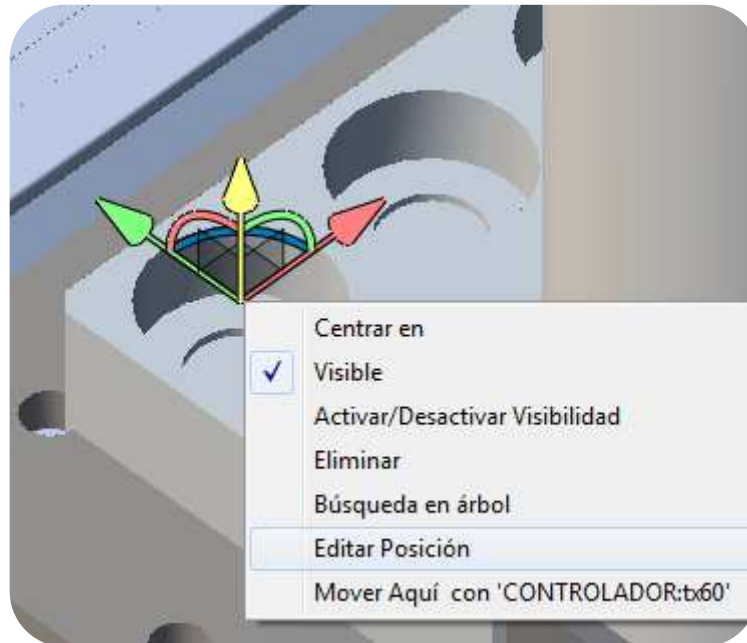 Centrar en
Visible
Activar/Desactivar Visibilidad
Eliminar
Búsqueda en árbol
Editar Posición
Mover Aquí  con 'CONTROLADOR:tx60'